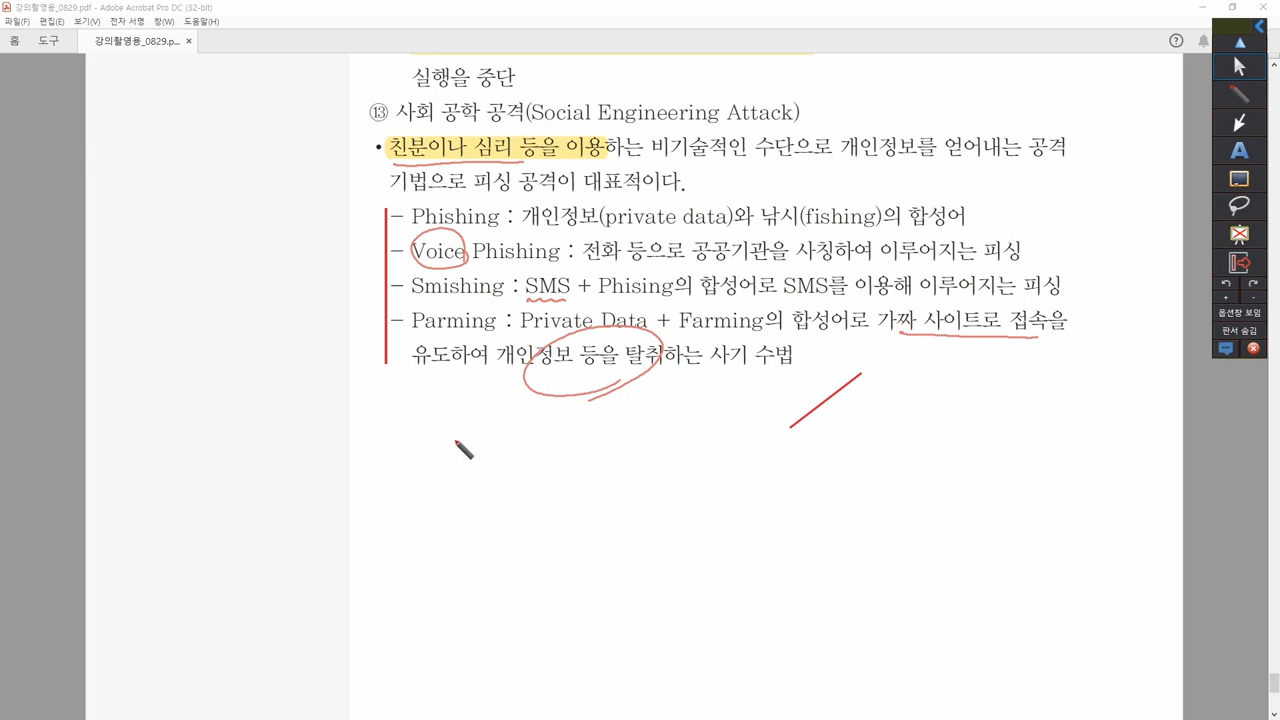 강의촬영용_0829.pdf - Adobe Acrobat Pro DC (32-bit)
파일(F) 편집(E) 보기(V) 전자 서명 창(W) 도움말(H)
홈 도구 강의촬영용_0829.p... ×
실행을 중단
⑬ 사회 공학 공격(Social Engineering Attack)
• 친분이나 심리 등을 이용하는 비기술적인 수단으로 개인정보를 얻어내는 공격
기법으로 피싱 공격이 대표적이다.
- Phishing : 개인정보(private data)와 낚시(fishing)의 합성어
- Voice Phishing : 전화 등으로 공공기관을 사칭하여 이루어지는 피싱
- Smishing : SMS + Phising의 합성어로 SMS를 이용해 이루어지는 피싱
- Parming : Private Data + Farming의 합성어로 가짜 사이트로 접속을
유도하여 개인정보 등을 탈취하는 사기 수법
옵션창 보임
판서 숨김